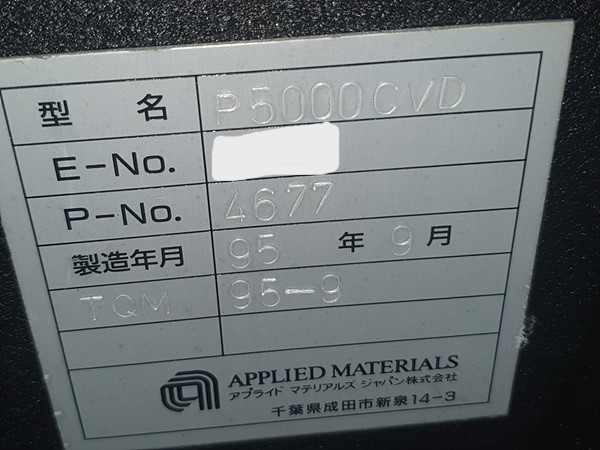 型 名 P5000CVD
E-No.
P-No. 4677
製造年月 95 年 9 月
TQM 95-9
APPLIED MATERIALS
アプライド マテリアルズ ジャパン株式会社
千葉県成田市新泉14-3